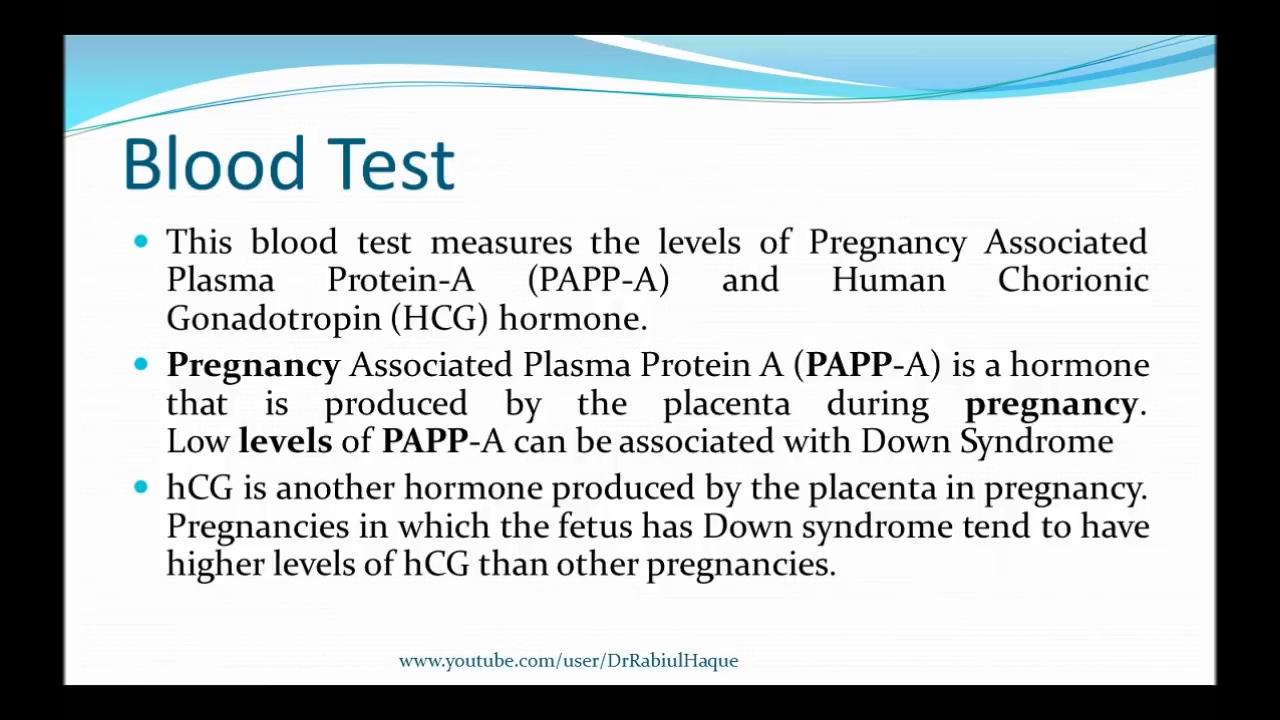 Blood Test
This blood test measures the levels of Pregnancy Associated
Plasma Protein-A (PAPP-A) and Human Chorionic
Gonadotropin (HCG) hormone.
Pregnancy Associated Plasma Protein A (PAPP-A) is a hormone
that is produced by the placenta during pregnancy.
Low levels of PAPP-A can be associated with Down Syndrome
hCG is another hormone produced by the placenta in pregnancy.
Pregnancies in which the fetus has Down syndrome tend to have
higher levels of hCG than other pregnancies.
www.youtube.com/user/DrRabiulHaque